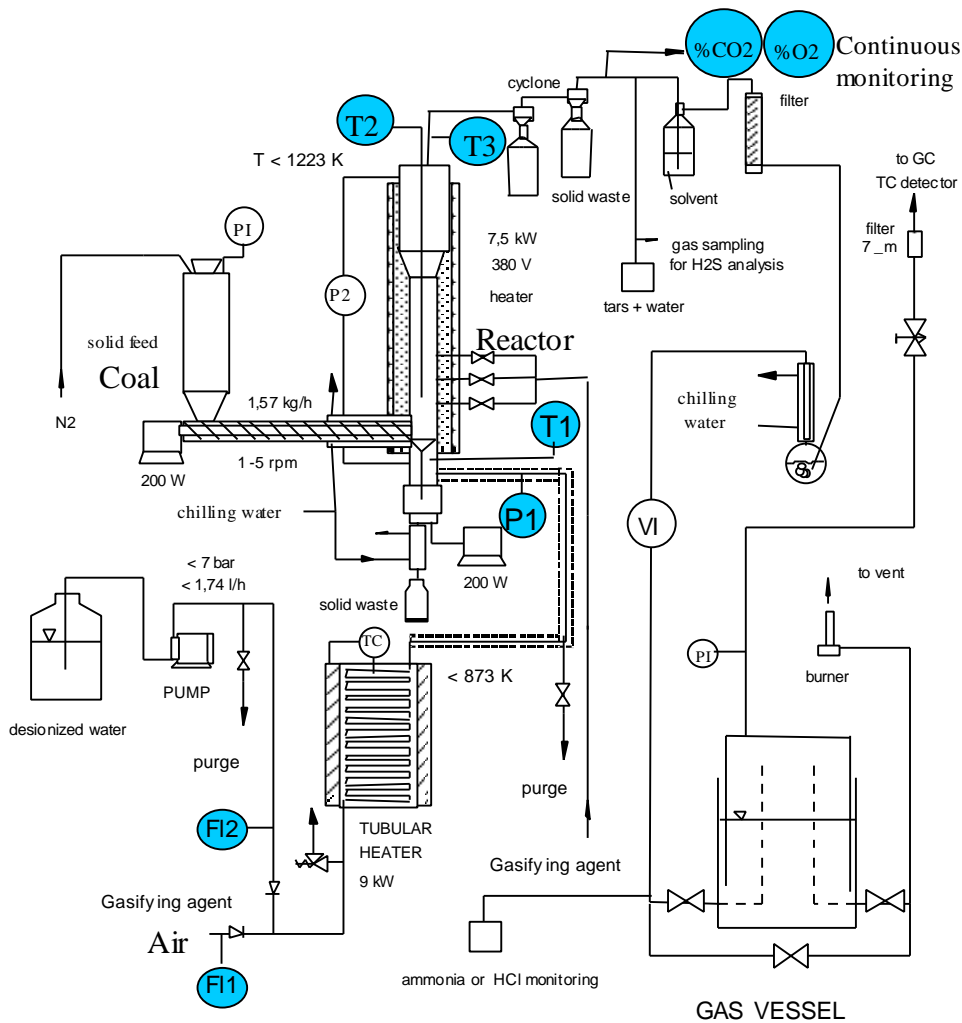 %CO2
%O2
Continuous
monitoring
cyclone
filter
T2
T3
T < 1223 K
to GC
TC detector
solid waste
solvent
PI
7,5 kW
380 V
heater
gas sampling
for H2S analysis
filter
7 _m
P2
tars + water
solid feed
Coal
Reactor
N2
1,57 kg/h
T1
chilling
water
200 W
1 -5 rpm
chilling water
P1
VI
200 W
< 7 bar
< 1,74 l/h
solid waste
to vent
TC
PI
PUMP
< 873 K
burner
desionized water
purge
purge
FI2
TUBULAR
HEATER
9 kW
Gasifying agent
Gasifying agent
Air
FI1
ammonia or HCl monitoring
GAS VESSEL